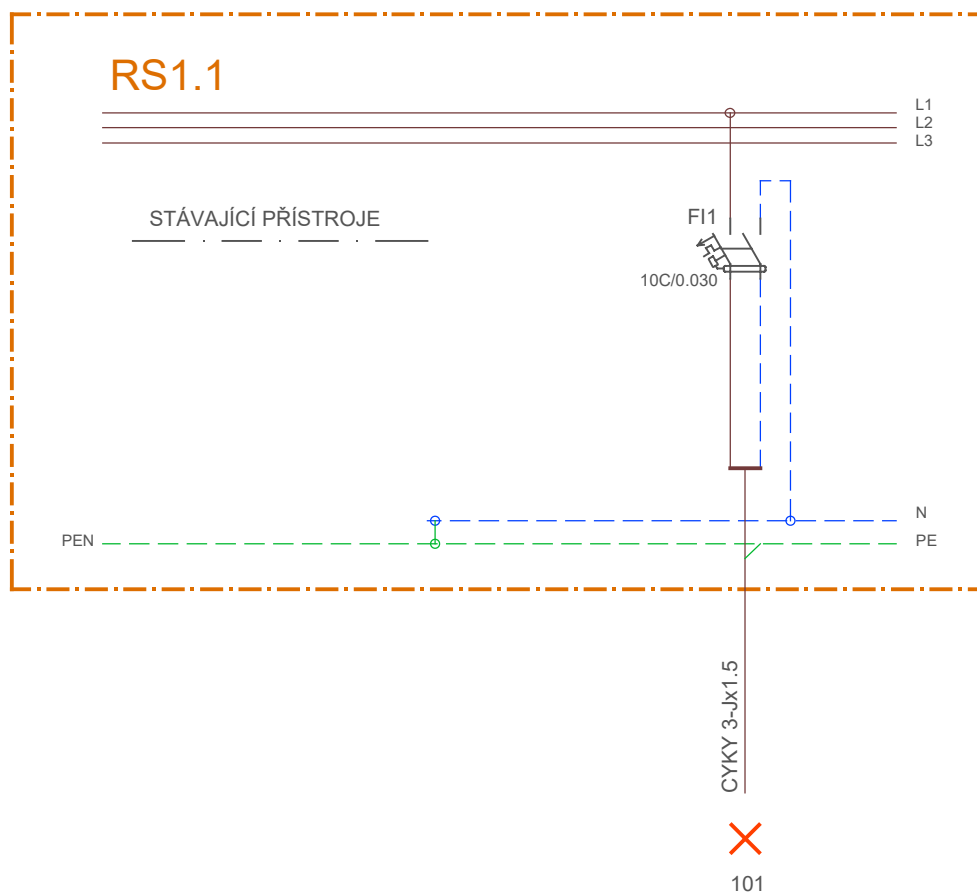 RS1.1
L1
L2
L3
STÁVAJÍCÍ PŘÍSTROJE
FI1
10C/0.030
N
PEN
PE
CYKY 3-Jx1.5
101